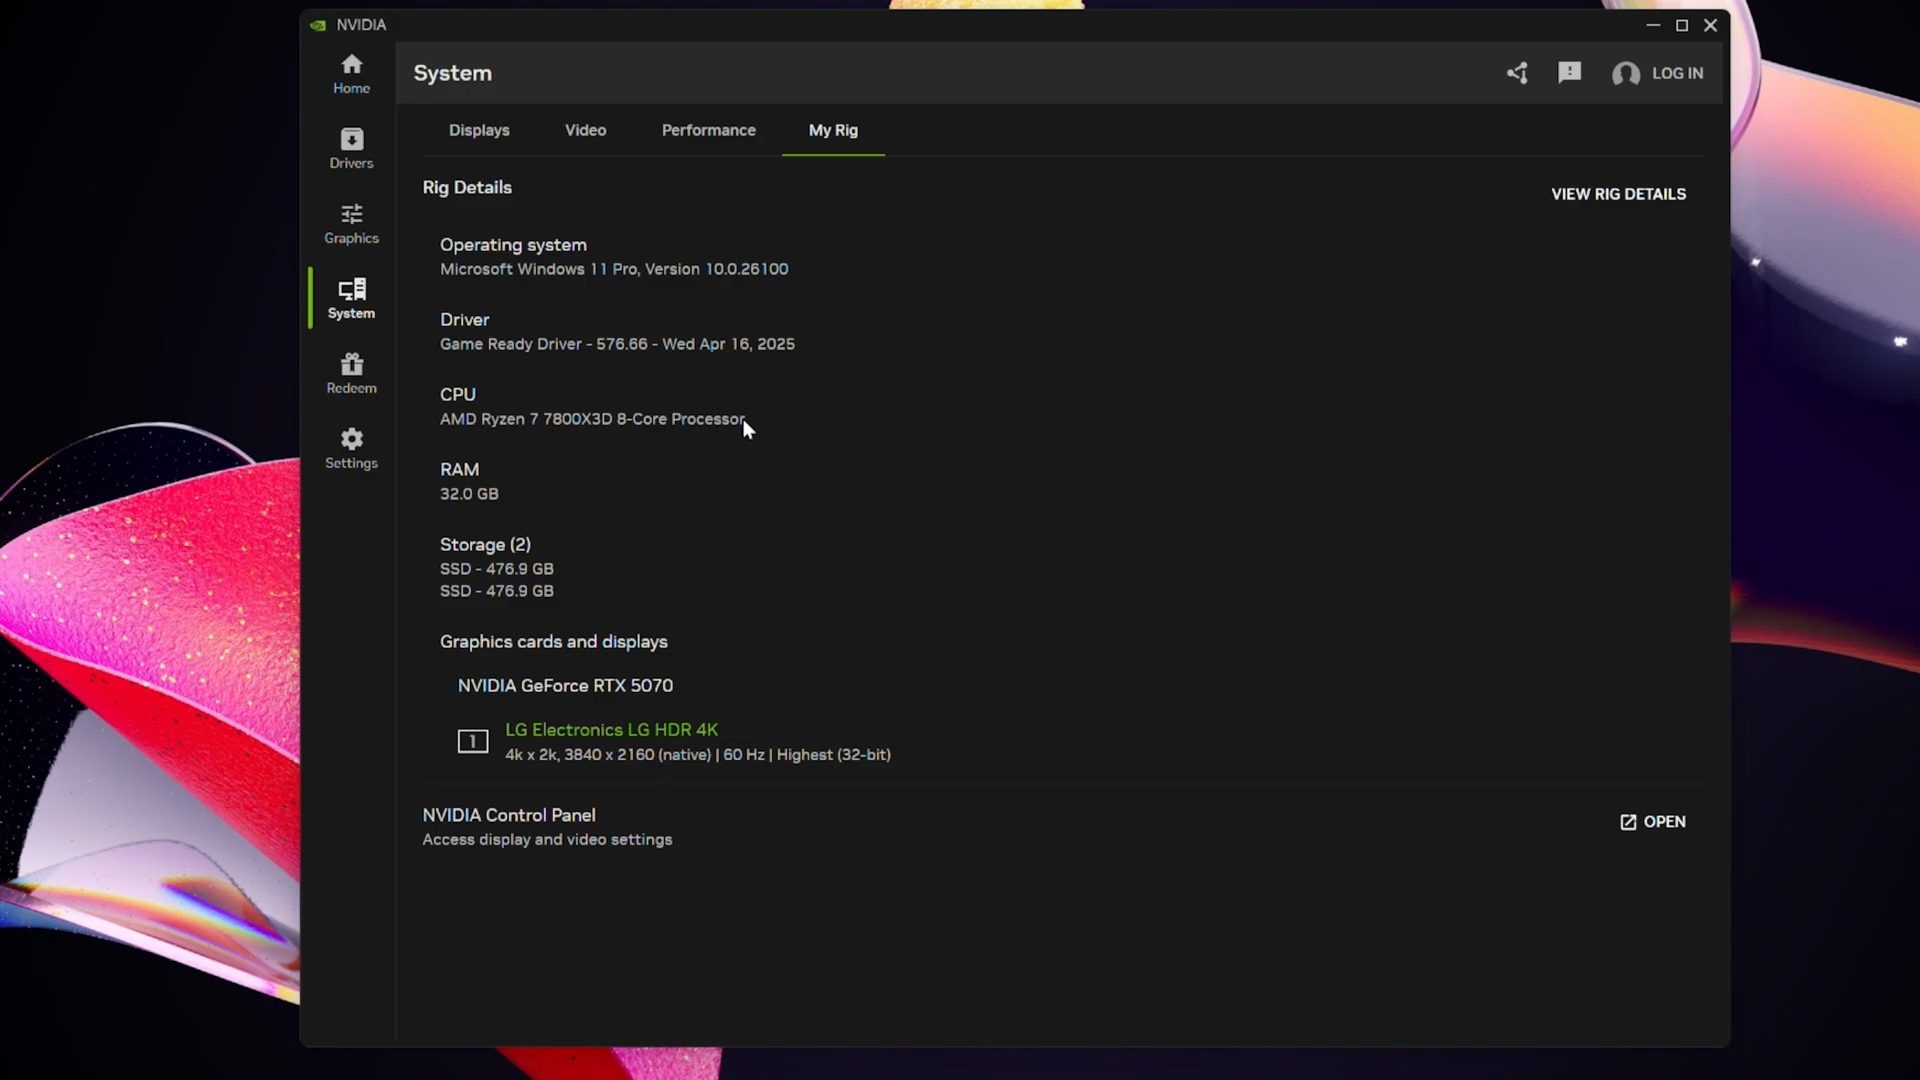 NVIDIA
Home
Drivers
Graphics
System
Redeem
Settings
System
LOG IN
Displays
Video
Performance
My Rig
Rig Details
VIEW RIG DETAILS
Operating system
Microsoft Windows 11 Pro, Version 10.0.26100
Driver
Game Ready Driver - 576.66 - Wed Apr 16, 2025
CPU
AMD Ryzen 7 7800X3D 8-Core Processor
RAM
32.0 GB
Storage (2)
SSD - 476.9 GB
SSD - 476.9 GB
Graphics cards and displays
NVIDIA GeForce RTX 5070
1
LG Electronics LG HDR 4K
4k x 2k, 3840 x 2160 (native) | 60 Hz | Highest (32-bit)
NVIDIA Control Panel
Access display and video settings
OPEN